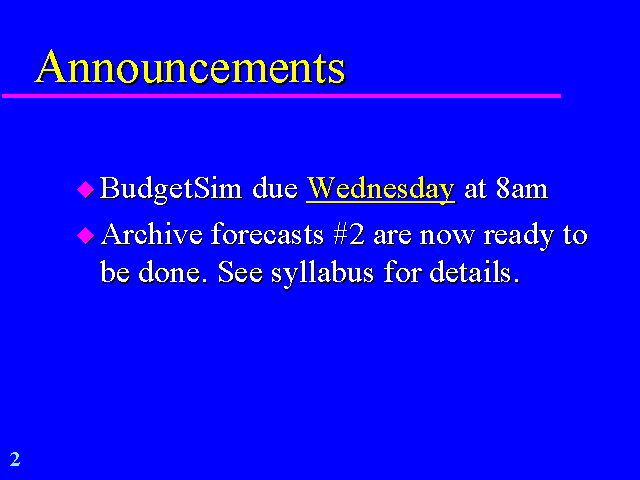 Announcements
BudgetSim due Wednesday at 8am
Archive forecasts #2 are now ready to
be done. See syllabus for details.
2